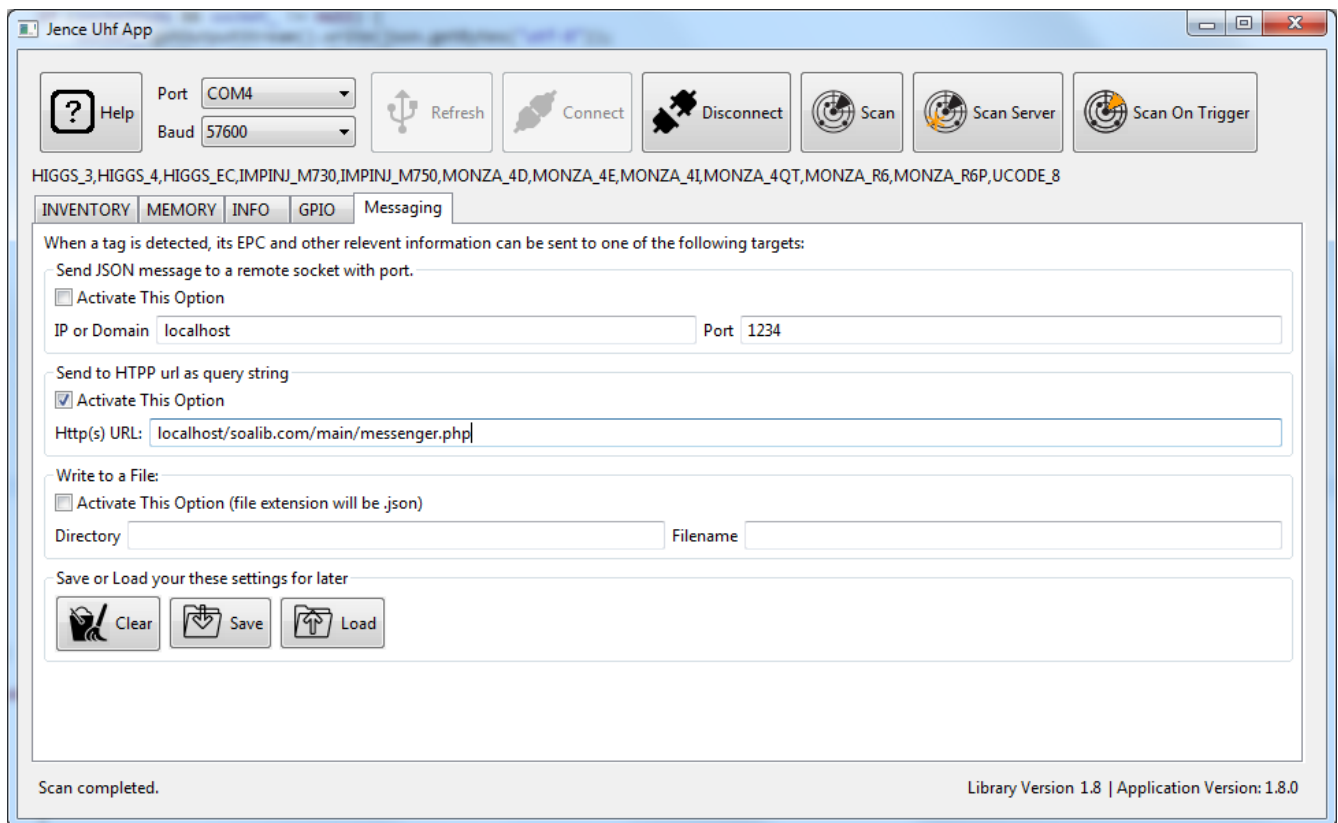 Jence Uhf App
Help
Port COM4
Baud 57600
Refresh
Connect
Disconnect
Scan
Scan Server
Scan On Trigger
HIGGS_3,HIGGS_4,HIGGS_EC,IMPINJ_M730,IMPINJ_M750,MONZA_4D,MONZA_4E,MONZA_4I,MONZA_4QT,MONZA_R6,MONZA_R6P,UCODE_8
INVENTORY MEMORY INFO GPIO Messaging
When a tag is detected, its EPC and other relevent information can be sent to one of the following targets:
Send JSON message to a remote socket with port.
Activate This Option
IP or Domain localhost Port 1234
Send to HTPP url as query string
Activate This Option
Http(s) URL: localhost/soalib.com/main/messenger.php
Write to a File:
Activate This Option (file extension will be .json)
Directory Filename
Save or Load your these settings for later
Clear Save Load
Scan completed. Library Version 1.8 | Application Version: 1.8.0